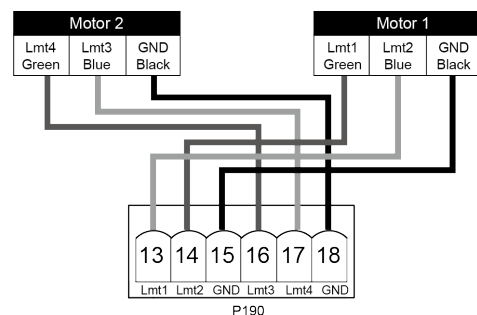 Motor 2
Motor 1
Lmt4 Lmt3 GND
Green Blue Black
Lmt1 Lmt2 GND
Green Blue Black
13 14 15 16 17 18
Lmt1 Lmt2 GND Lmt3 Lmt4 GND
P190